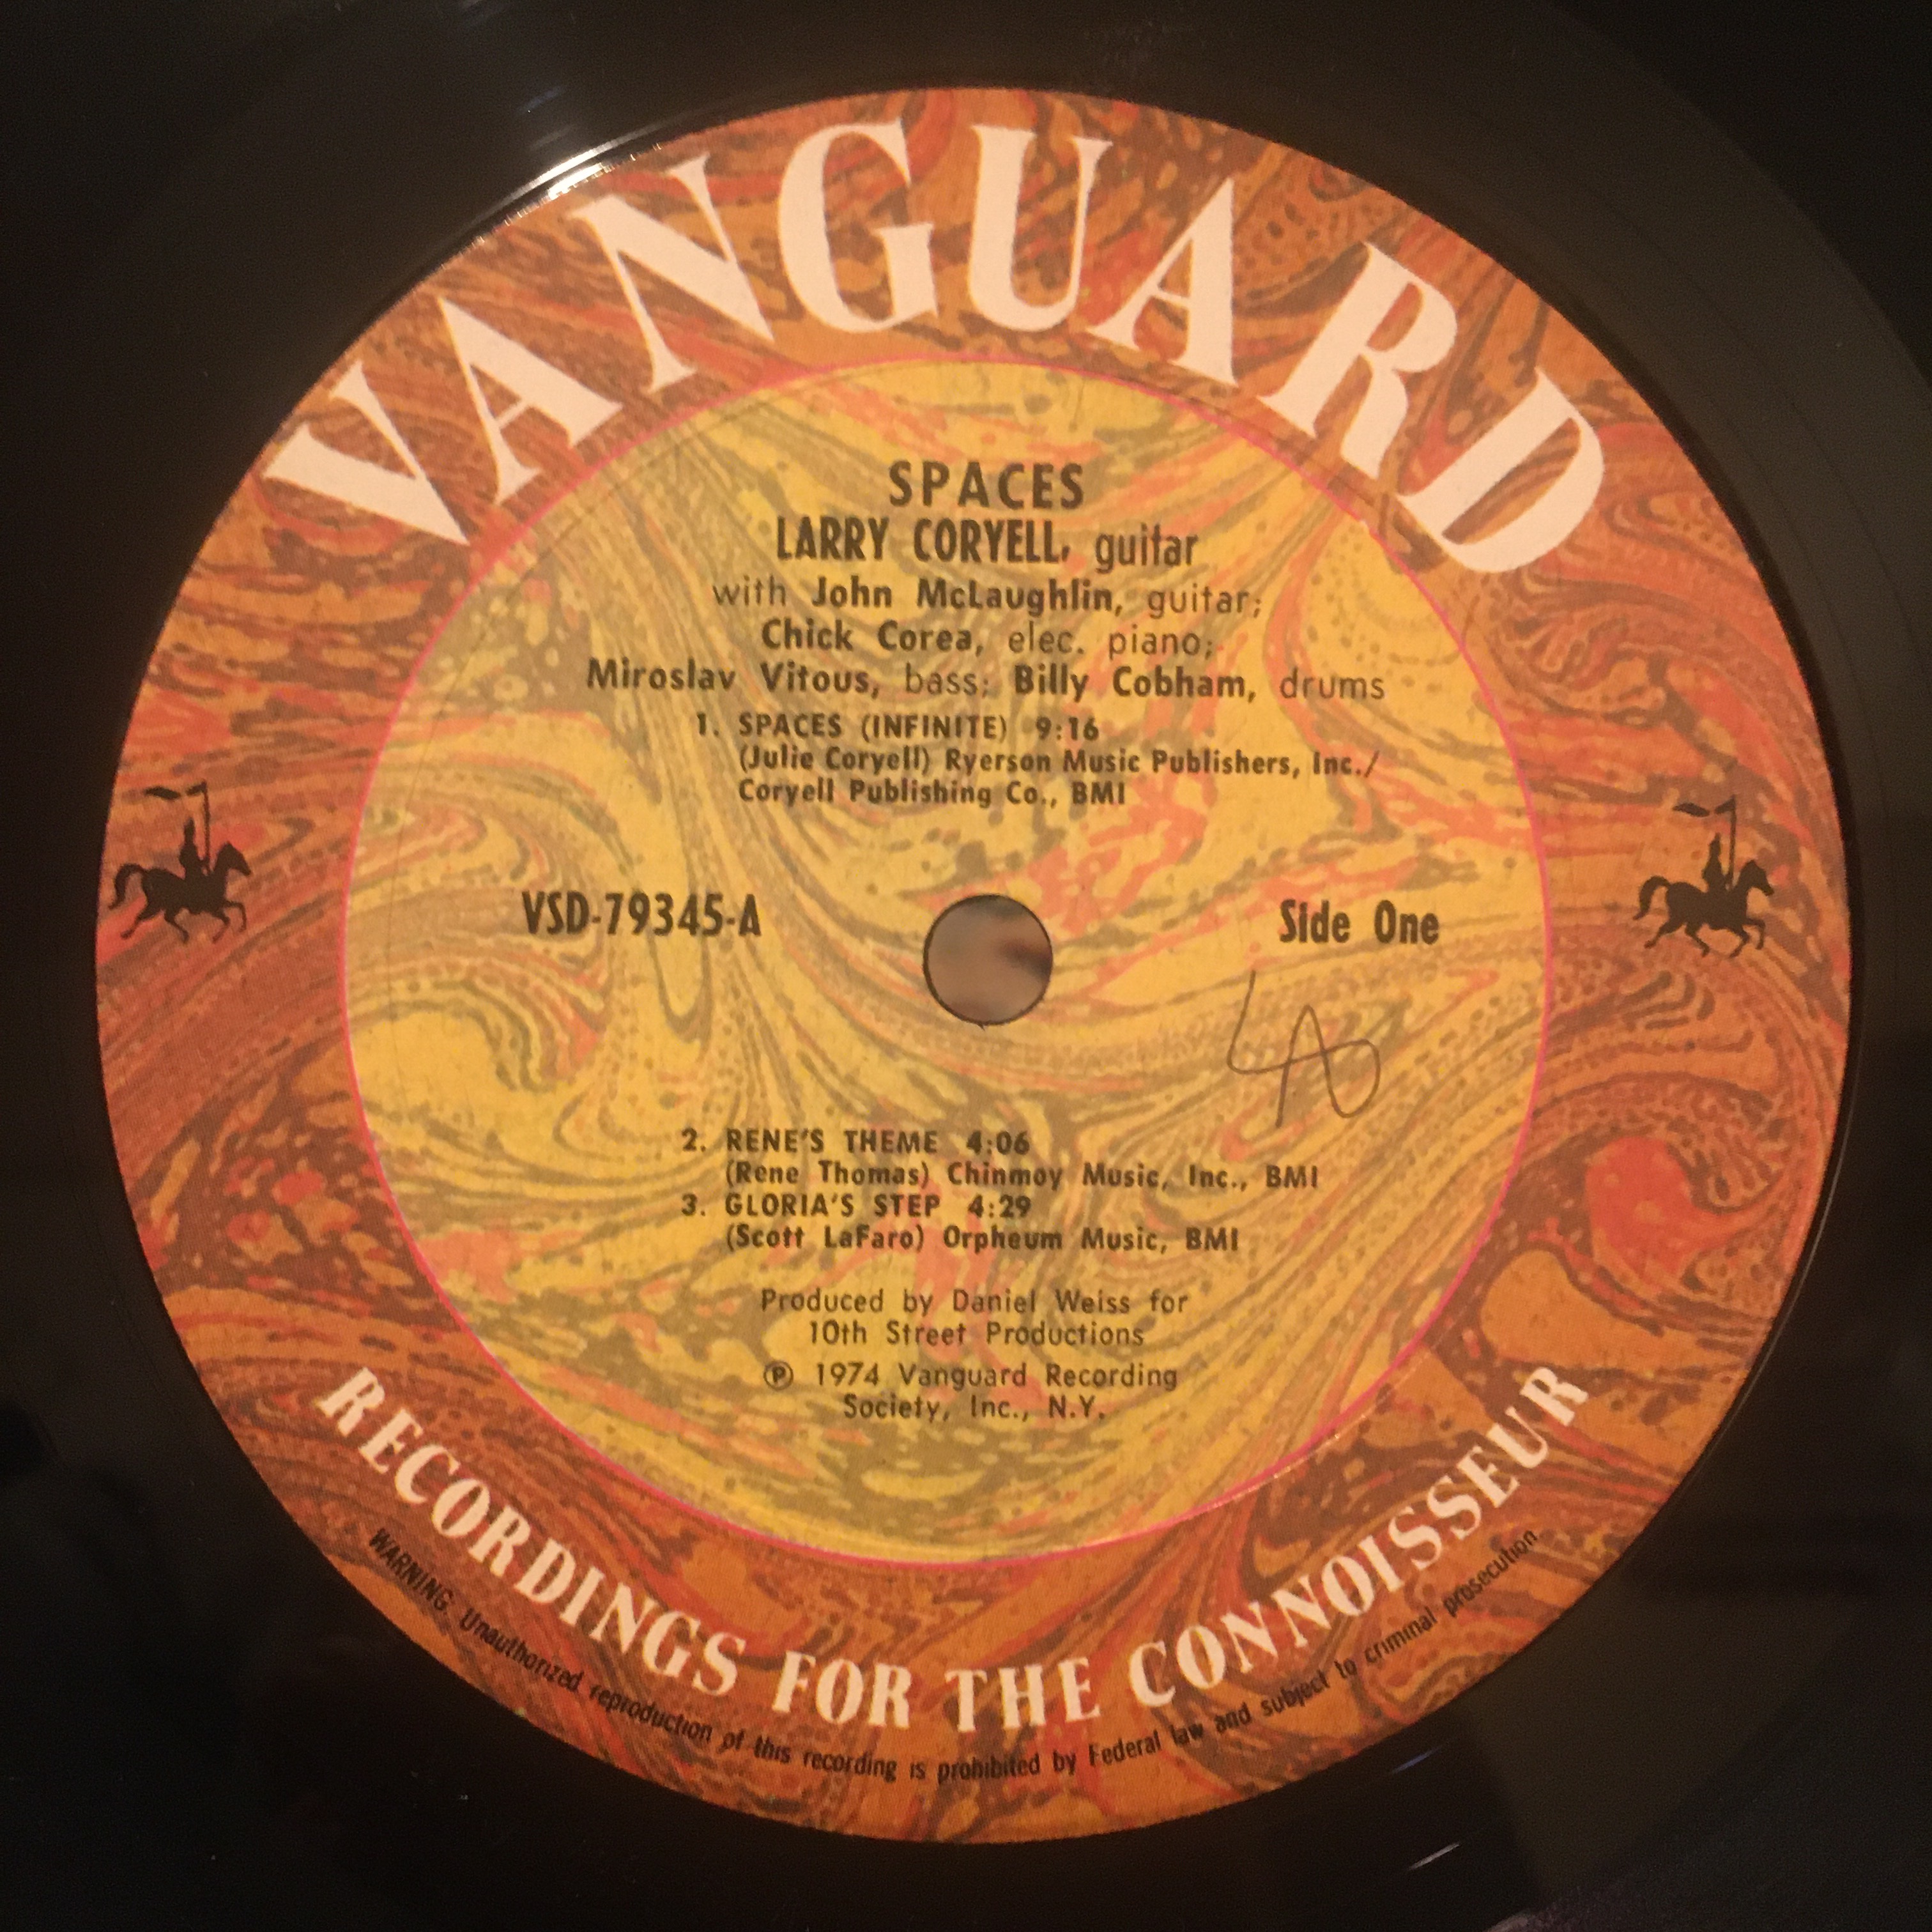 VANGUARD
SPACES
LARRY CORYELL, guitar
with John McLaughlin, guitar;
Chick Corea, elec. piano;
Miroslav Vitous, bass; Billy Cobham, drums
1. SPACES (INFINITE) 9:16
(Julie Coryell) Ryerson Music Publishers, Inc./
Coryell Publishing Co., BMI
VSD-79345-A
Side One
2. RENE'S THEME 4:06
(Rene Thomas) Chinmoy Music, Inc., BMI
3. GLORIA'S STEP 4:29
(Scott LaFaro) Orpheum Music, BMI
Produced by Daniel Weiss for
10th Street Productions
℗ 1974 Vanguard Recording
Society, Inc., N.Y.
RECORDINGS FOR THE CONNOISSEUR
WARNING: Unauthorized reproduction of this recording is prohibited by Federal law and subject to criminal prosecution